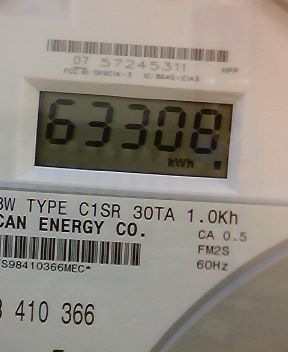 07 57245311
HPP
63308
kWh
3W TYPE C1SR 30TA 1.0Kh
CAN ENERGY CO.
CA 0.5
FM2S
60Hz
S98410366MEC*
410 366